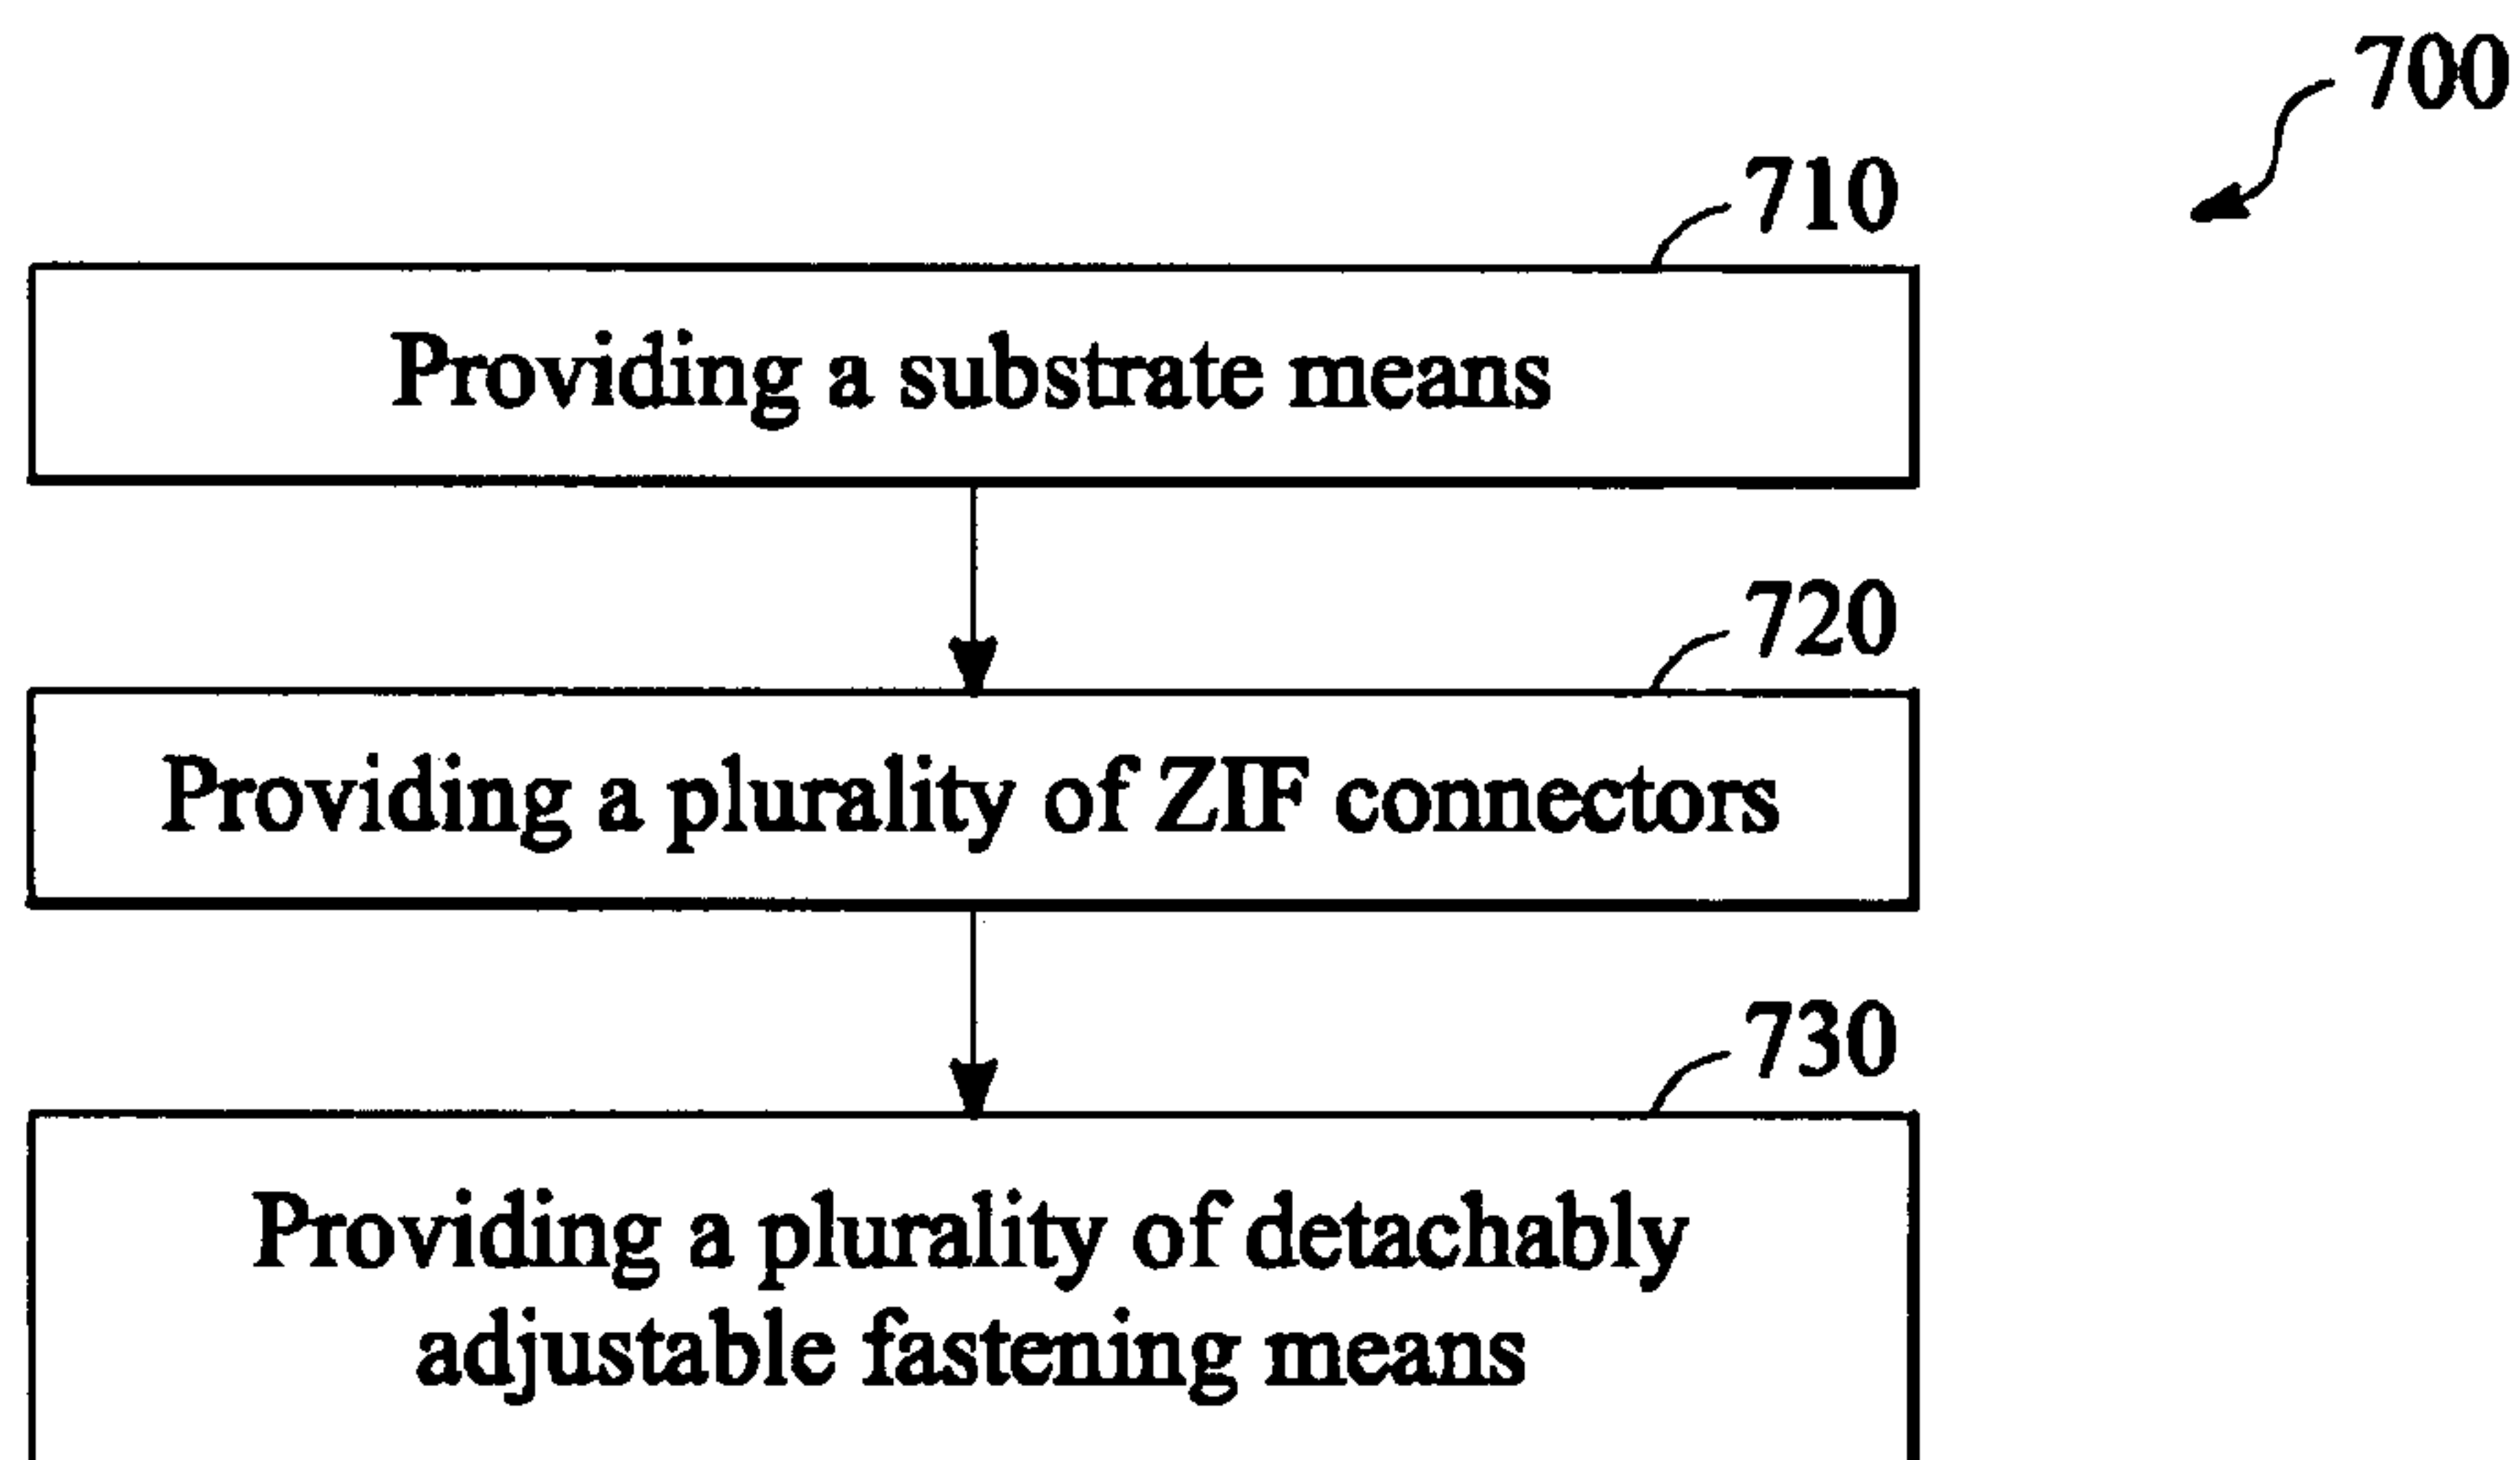 700
710
Providing a substrate means
720
Providing a plurality of ZIF connectors
730
Providing a plurality of detachably
adjustable fastening means